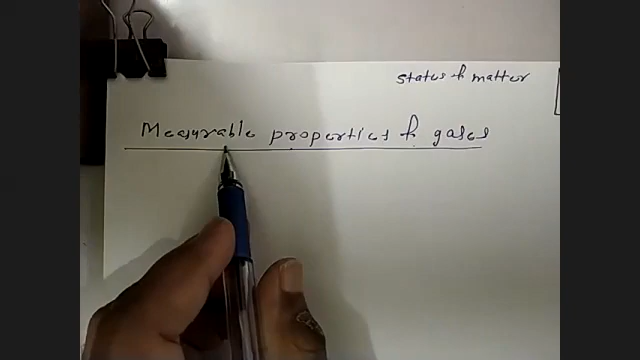 states of matter
Measurable properties of gases